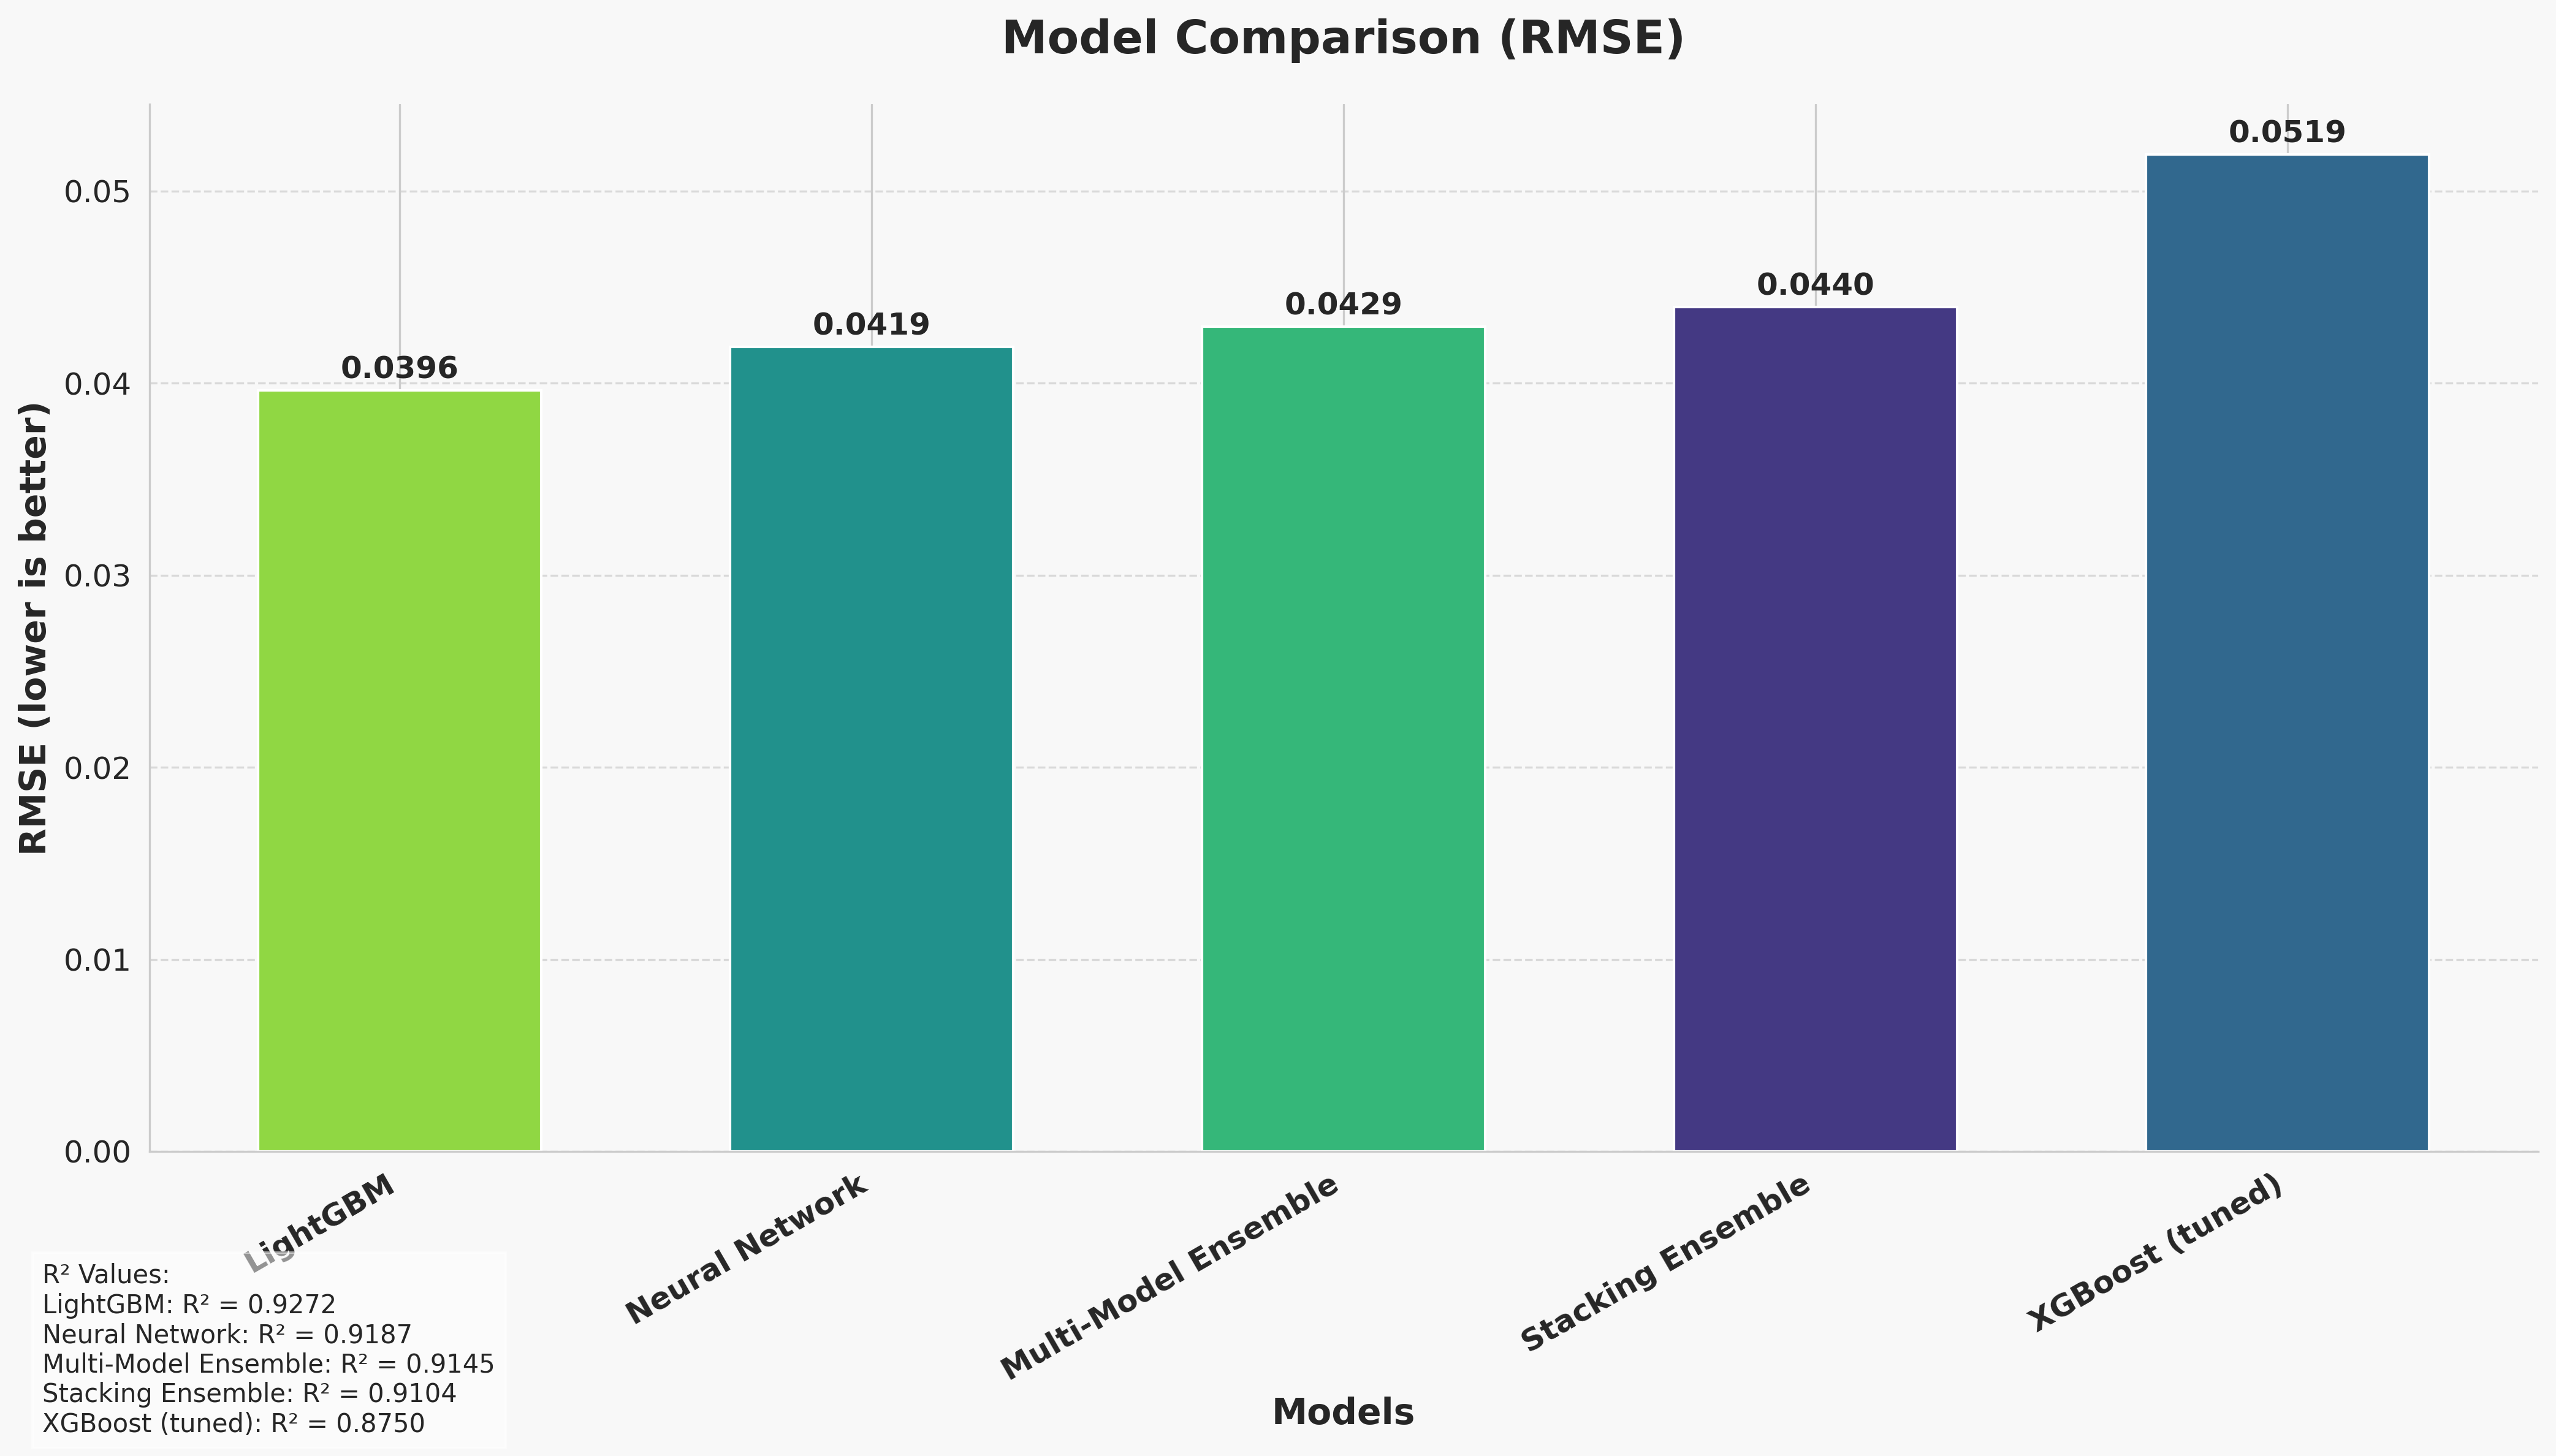 Model Comparison (RMSE)
RMSE (lower is better)
0.05
0.04
0.03
0.02
0.01
0.00
0.0396
0.0419
0.0429
0.0440
0.0519
LightGBM
Neural Network
Multi-Model Ensemble
Stacking Ensemble
XGBoost (tuned)
Models
R² Values:
LightGBM: R² = 0.9272
Neural Network: R² = 0.9187
Multi-Model Ensemble: R² = 0.9145
Stacking Ensemble: R² = 0.9104
XGBoost (tuned): R² = 0.8750